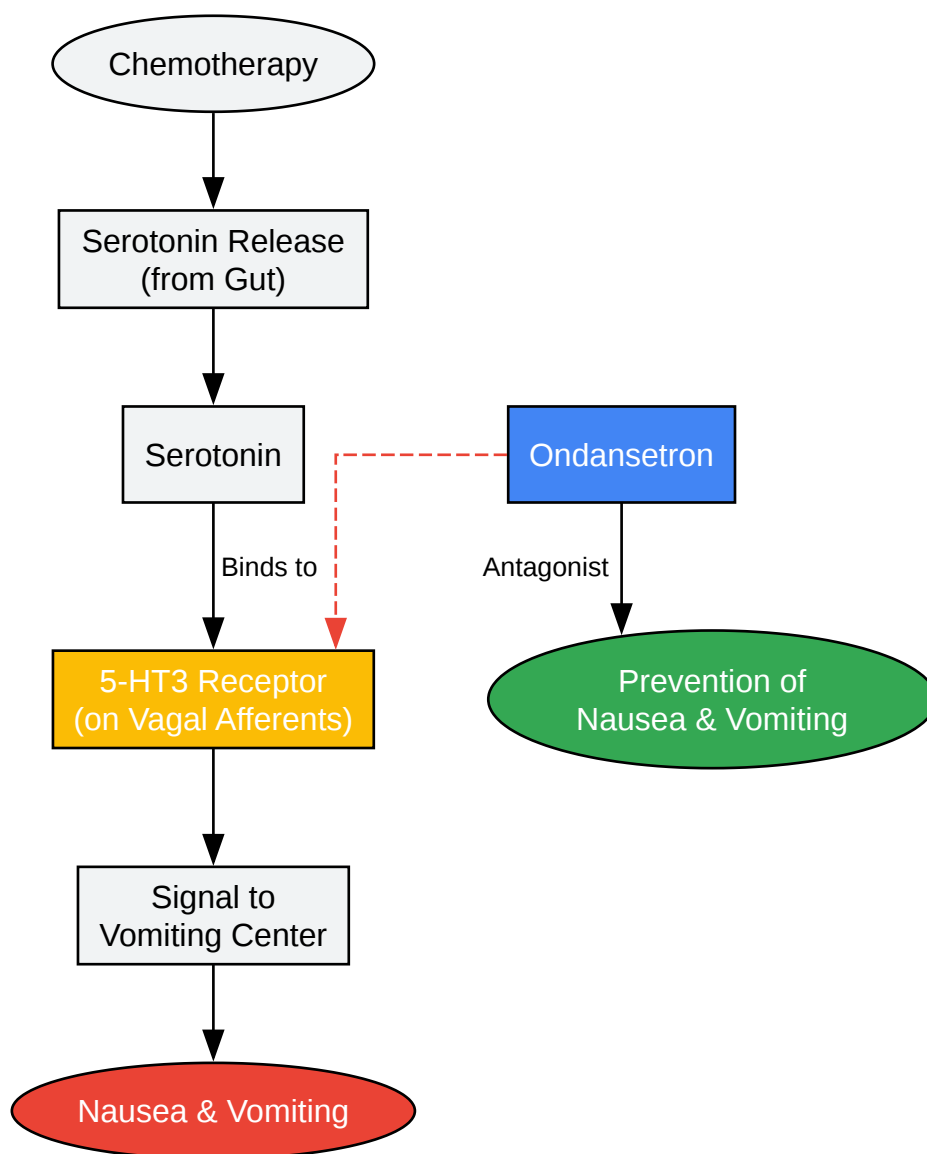 Chemotherapy
Serotonin Release
(from Gut)
Serotonin
Ondansetron
Binds to
Antagonist
5-HT3 Receptor
(on Vagal Afferents)
Prevention of
Nausea & Vomiting
Signal to
Vomiting Center
Nausea & Vomiting